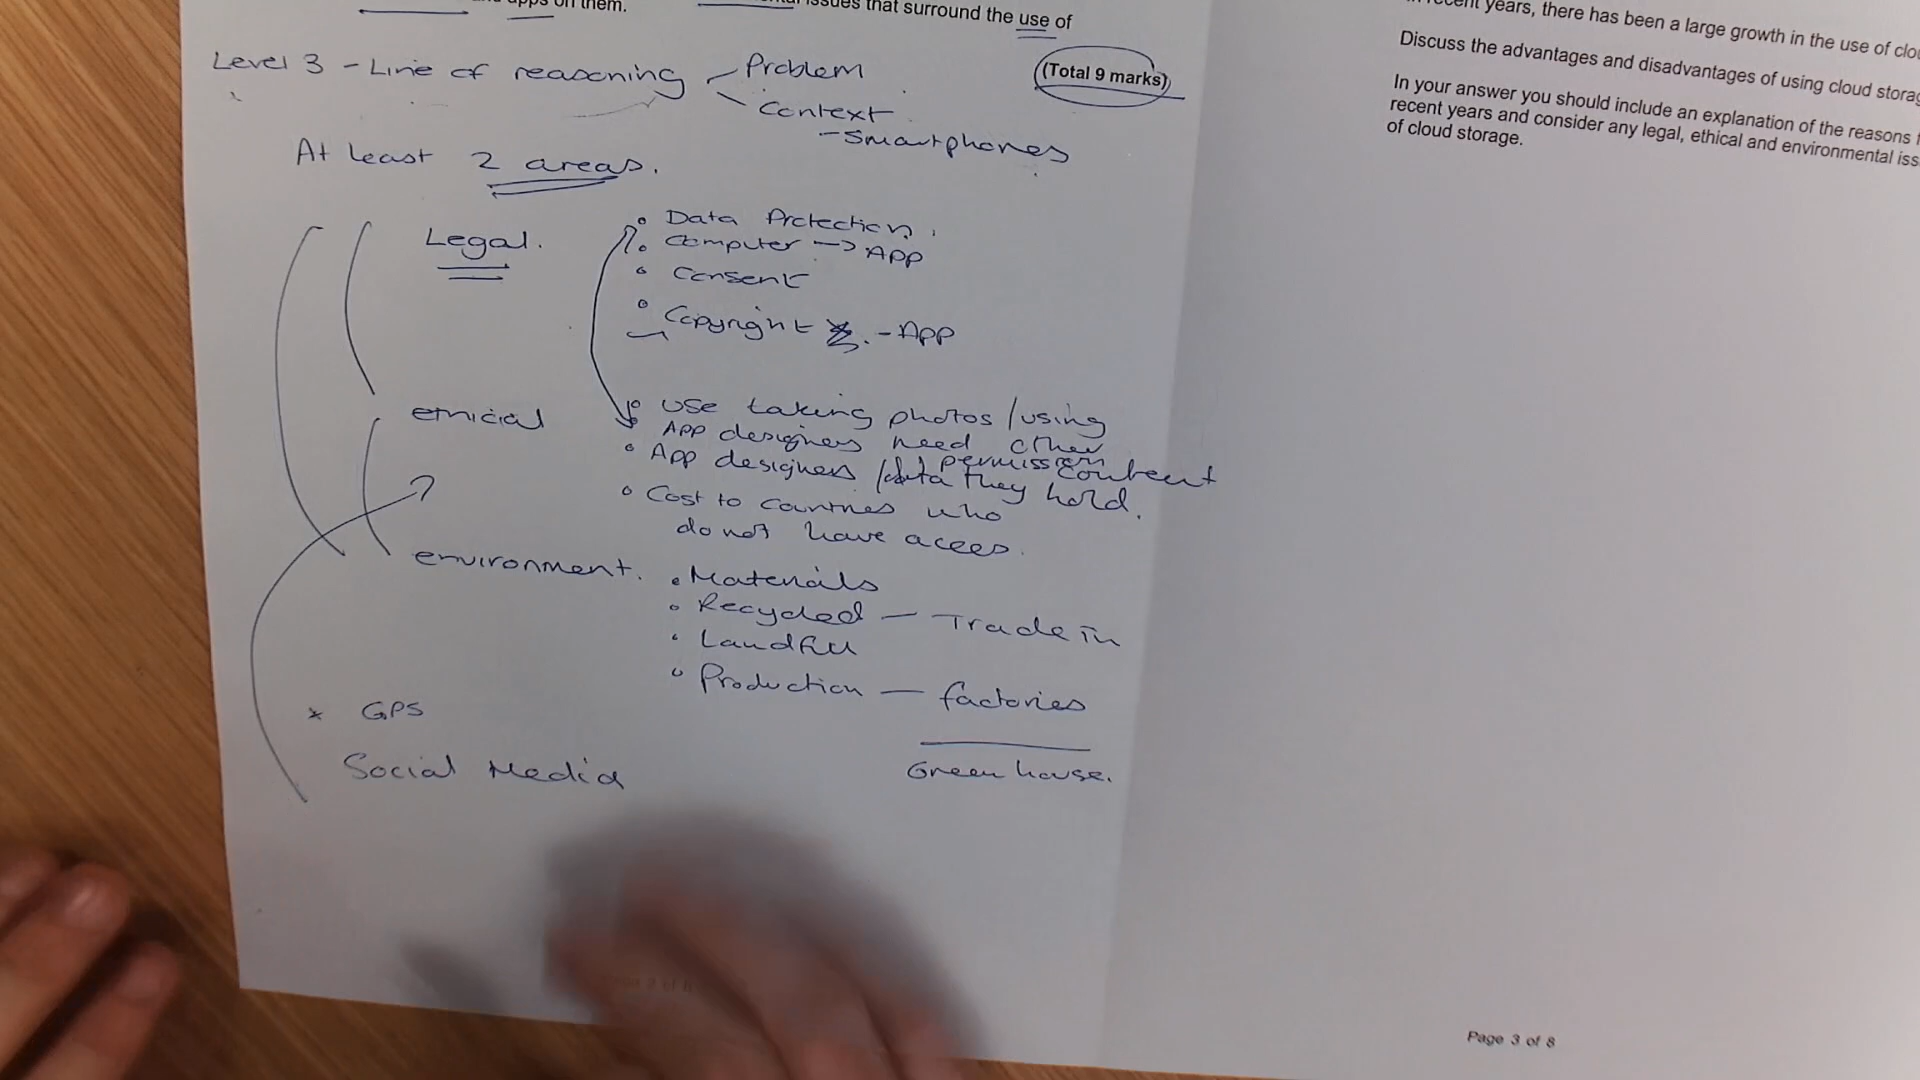 apps on them.
issues that surround the use of
(Total 9 marks)
Level 3 - Line of reasoning - Problem
- Context
- Smartphones
At least 2 areas.
Legal.
• Data Protection.
• Computer -> App
• Consent
• Copyright - App
ethicial
• Use taking photos / using
App designers need other
permission content
• App designers / data they hold.
• Cost to countries who
do not have acees.
environment.
• Materials
• Recycled - Trade in
• Landfill
• Production - factories
Green house.
* GPS
Social Media
recent years, there has been a large growth in the use of clou
Discuss the advantages and disadvantages of using cloud storag
In your answer you should include an explanation of the reasons
recent years and consider any legal, ethical and environmental iss
of cloud storage.
Page 3 of 8